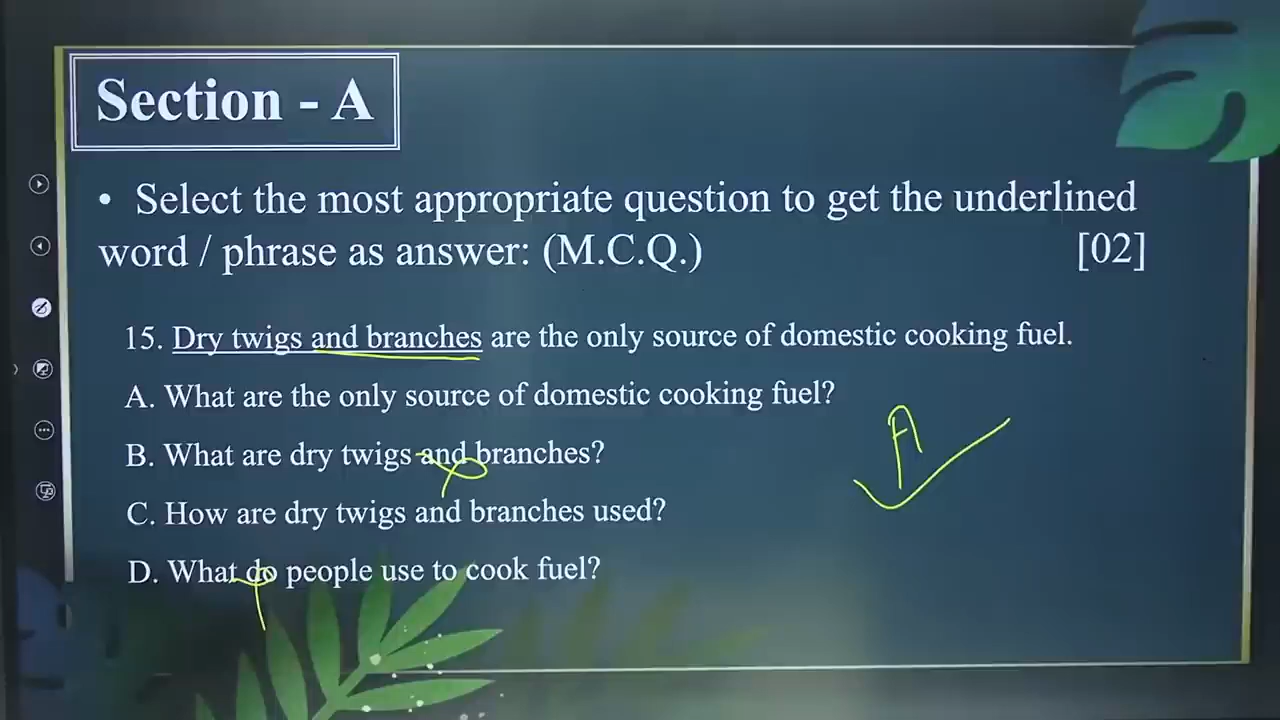 Section - A
• Select the most appropriate question to get the underlined
word / phrase as answer: (M.C.Q.) [02]
15. Dry twigs and branches are the only source of domestic cooking fuel.
A. What are the only source of domestic cooking fuel?
B. What are dry twigs and branches?
C. How are dry twigs and branches used?
D. What do people use to cook fuel?
A